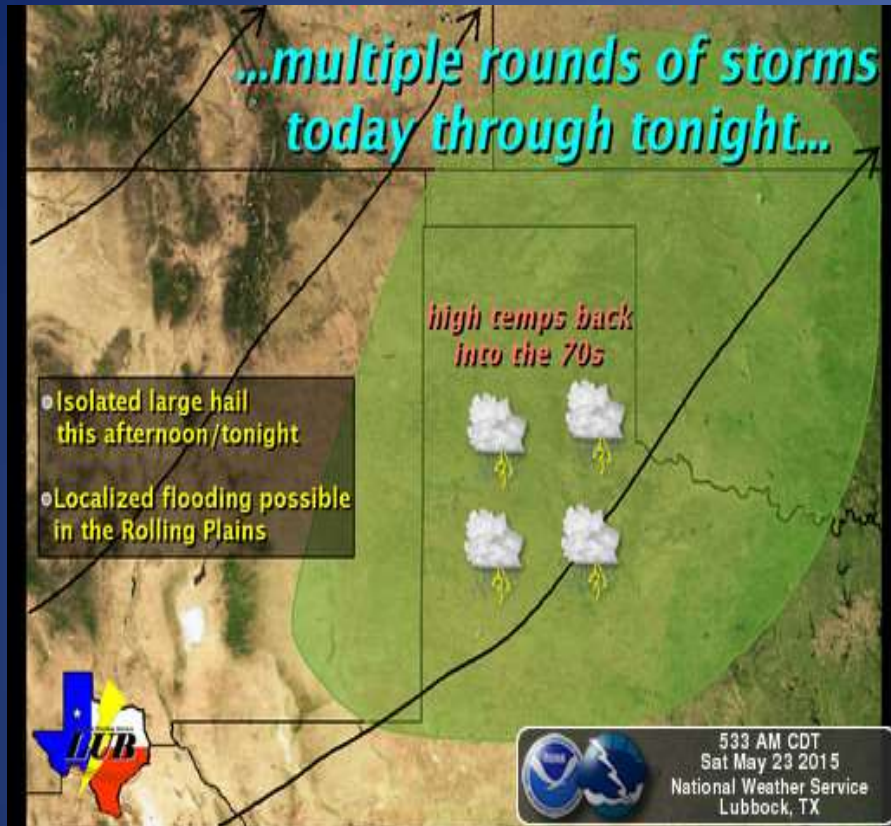 ...multiple rounds of storms
today through tonight...
high temps back
into the 70s
Isolated large hail
this afternoon/tonight
Localized flooding possible
in the Rolling Plains
LUB
533 AM CDT
Sat May 23 2015
National Weather Service
Lubbock, TX